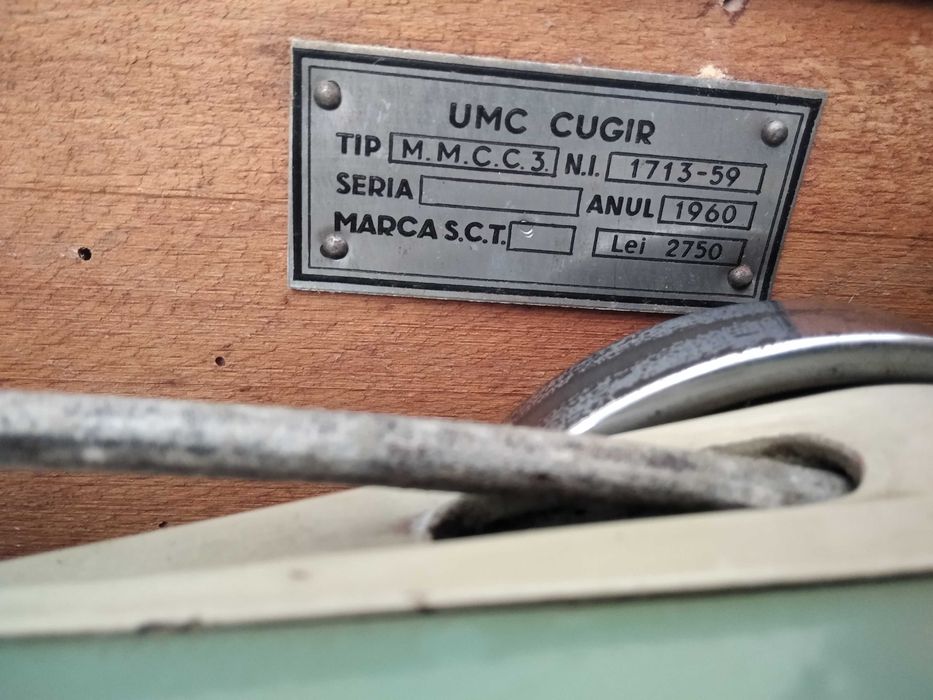 UMC CUGIR
TIP M.M.C.C.3. N.I. 1713-59
SERIA ANUL 1960
MARCA S.C.T. Lei 2750